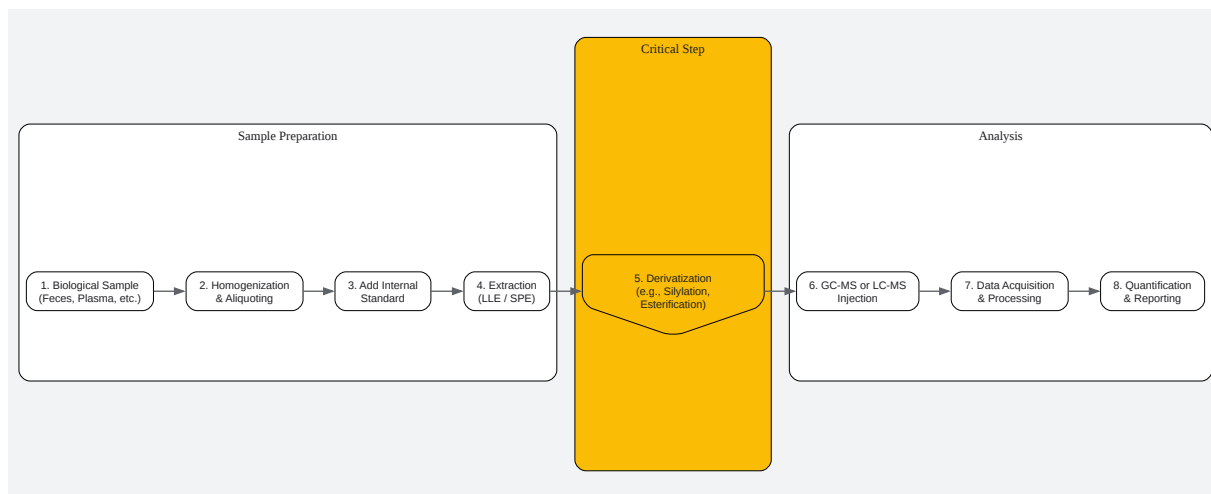 Critical Step
Sample Preparation
Analysis
1. Biological Sample
(Feces, Plasma, etc.)
2. Homogenization
& Aliquoting
3. Add Internal
Standard
4. Extraction
(LLE / SPE)
5. Derivatization
(e.g., Silylation,
Esterification)
6. GC-MS or LC-MS
Injection
7. Data Acquisition
& Processing
8. Quantification
& Reporting